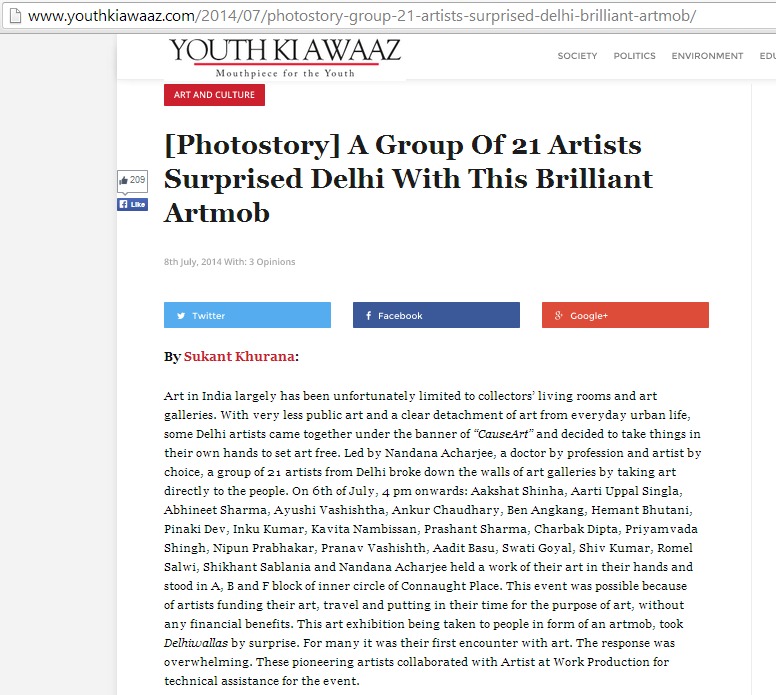 www.youthkiawaaz.com/2014/07/photostory-group-21-artists-surprised-delhi-brilliant-artmob/
YOUTH KI AWAAZ
Mouthpiece for the Youth
SOCIETY POLITICS ENVIRONMENT EDU
ART AND CULTURE
[Photostory] A Group Of 21 Artists
Surprised Delhi With This Brilliant
Artmob
209
Like
8th July, 2014 With: 3 Opinions
Twitter Facebook Google+
By Sukant Khurana:
Art in India largely has been unfortunately limited to collectors’ living rooms and art
galleries. With very less public art and a clear detachment of art from everyday urban life,
some Delhi artists came together under the banner of “CauseArt” and decided to take things in
their own hands to set art free. Led by Nandana Acharjee, a doctor by profession and artist by
choice, a group of 21 artists from Delhi broke down the walls of art galleries by taking art
directly to the people. On 6th of July, 4 pm onwards: Aakshat Shinha, Aarti Uppal Singla,
Abhineet Sharma, Ayushi Vashishtha, Ankur Chaudhary, Ben Angkang, Hemant Bhutani,
Pinaki Dev, Inku Kumar, Kavita Nambissan, Prashant Sharma, Charbak Dipta, Priyamvada
Shingh, Nipun Prabhakar, Pranav Vashishth, Aadit Basu, Swati Goyal, Shiv Kumar, Romel
Salwi, Shikhant Sablania and Nandana Acharjee held a work of their art in their hands and
stood in A, B and F block of inner circle of Connaught Place. This event was possible because
of artists funding their art, travel and putting in their time for the purpose of art, without
any financial benefits. This art exhibition being taken to people in form of an artmob, took
Delhiwallas by surprise. For many it was their first encounter with art. The response was
overwhelming. These pioneering artists collaborated with Artist at Work Production for
technical assistance for the event.